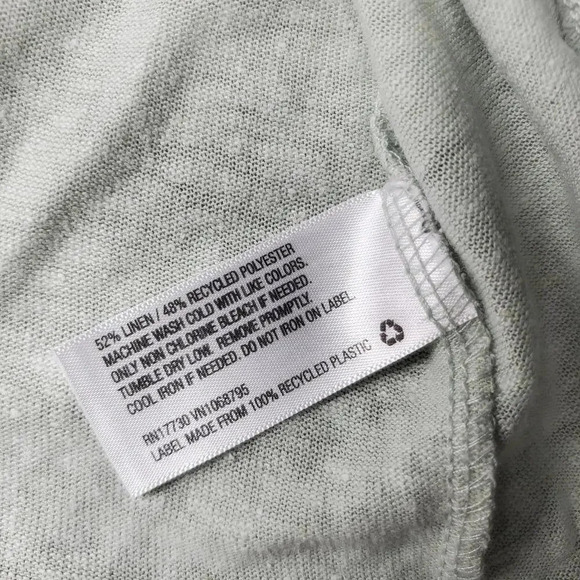 52% LINEN / 48% RECYCLED POLYESTER
MACHINE WASH COLD WITH LIKE COLORS.
ONLY NON CHLORINE BLEACH IF NEEDED.
TUMBLE DRY LOW. REMOVE PROMPTLY.
COOL IRON IF NEEDED. DO NOT IRON ON LABEL.
RN17730 VN1068795
LABEL MADE FROM 100% RECYCLED PLASTIC